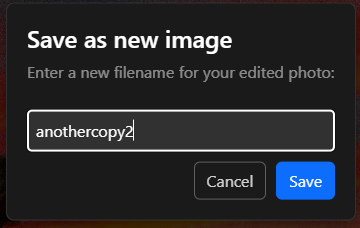 Save as new image
Enter a new filename for your edited photo:
anothercopy2
Cancel Save